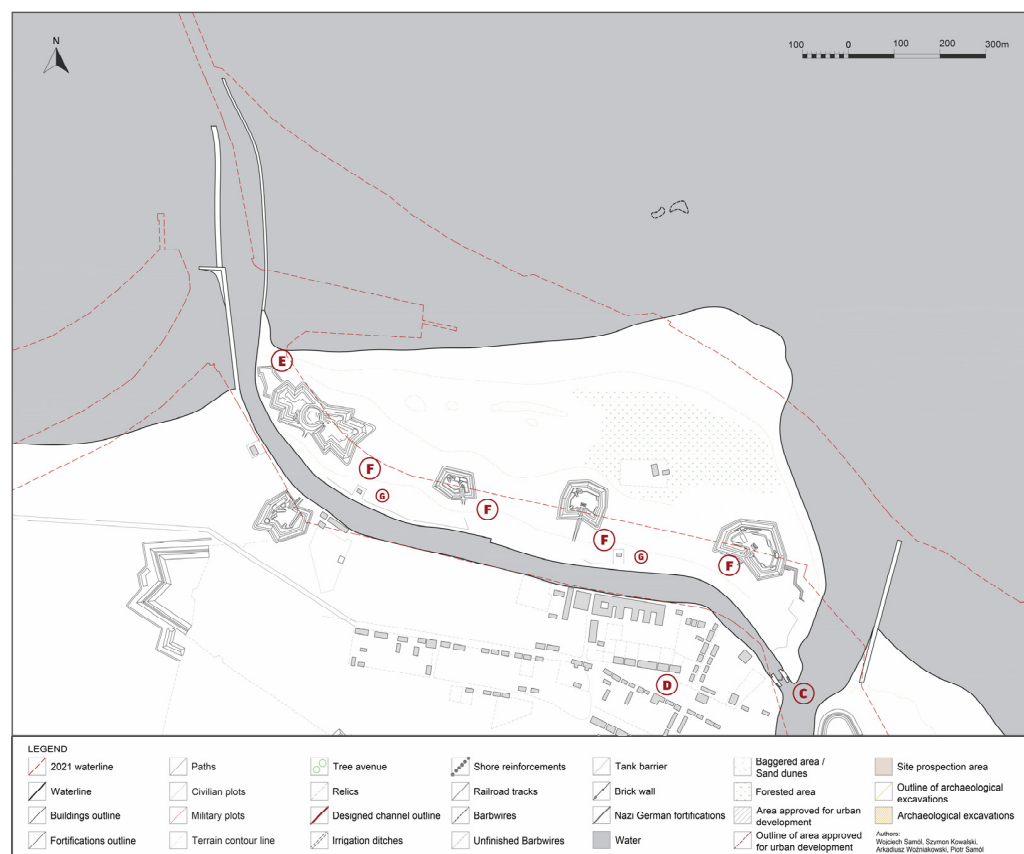 N
100 0 100 200 300m
E
F
G
F
F
G
F
D
C
LEGEND
2021 waterline
Waterline
Buildings outline
Fortifications outline
Paths
Civilian plots
Military plots
Terrain contour line
Tree avenue
Relics
Designed channel outline
Irrigation ditches
Shore reinforcements
Railroad tracks
Barbwires
Unfinished Barbwires
Tank barrier
Brick wall
Nazi German fortifications
Water
Baggered area /
Sand dunes
Forested area
Area approved for urban
development
Outline of area approved
for urban development
Site prospection area
Outline of archaeological
excavations
Archaeological excavations
Authors:
Wojciech Samól, Szymon Kowalski,
Arkadiusz Woźniakowski, Piotr Samól